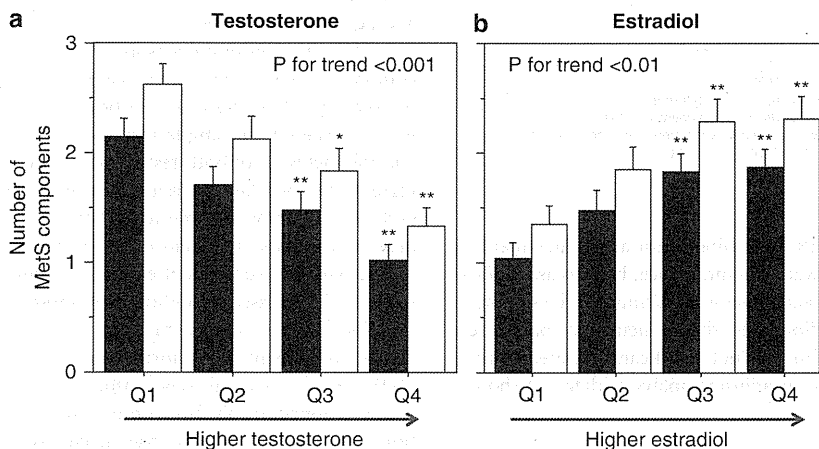 a
Testosterone
b
Estradiol
3
2
1
0
Number of
MetS components
P for trend <0.001
P for trend <0.01
**
*
**
**
**
**
**
**
Q1
Q2
Q3
Q4
Q1
Q2
Q3
Q4
Higher testosterone
Higher estradiol